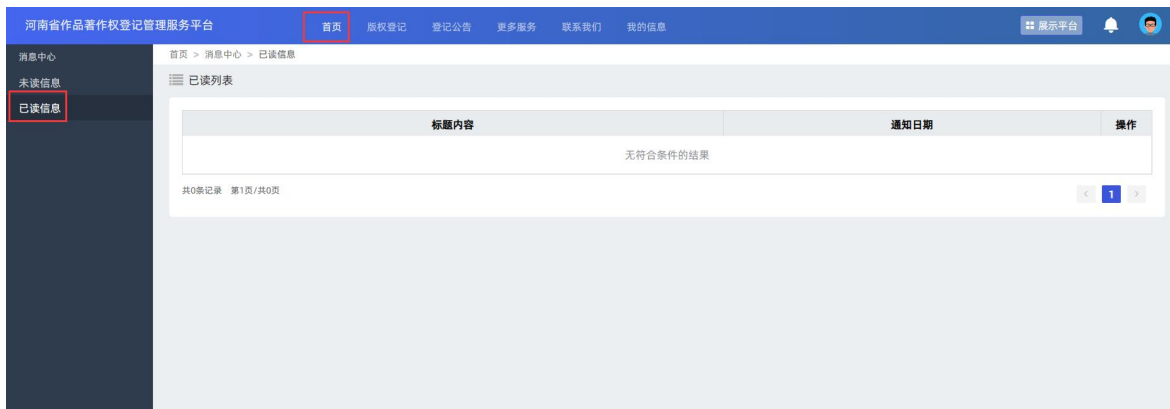 河南省作品著作权登记管理服务平台 首页 版权登记 登记公告 更多服务 联系我们 我的信息 展示平台
消息中心
未读信息
已读信息
首页 > 消息中心 > 已读信息
已读列表
标题内容 通知日期 操作
无符合条件的结果
共0条记录 第1页/共0页
< 1 >